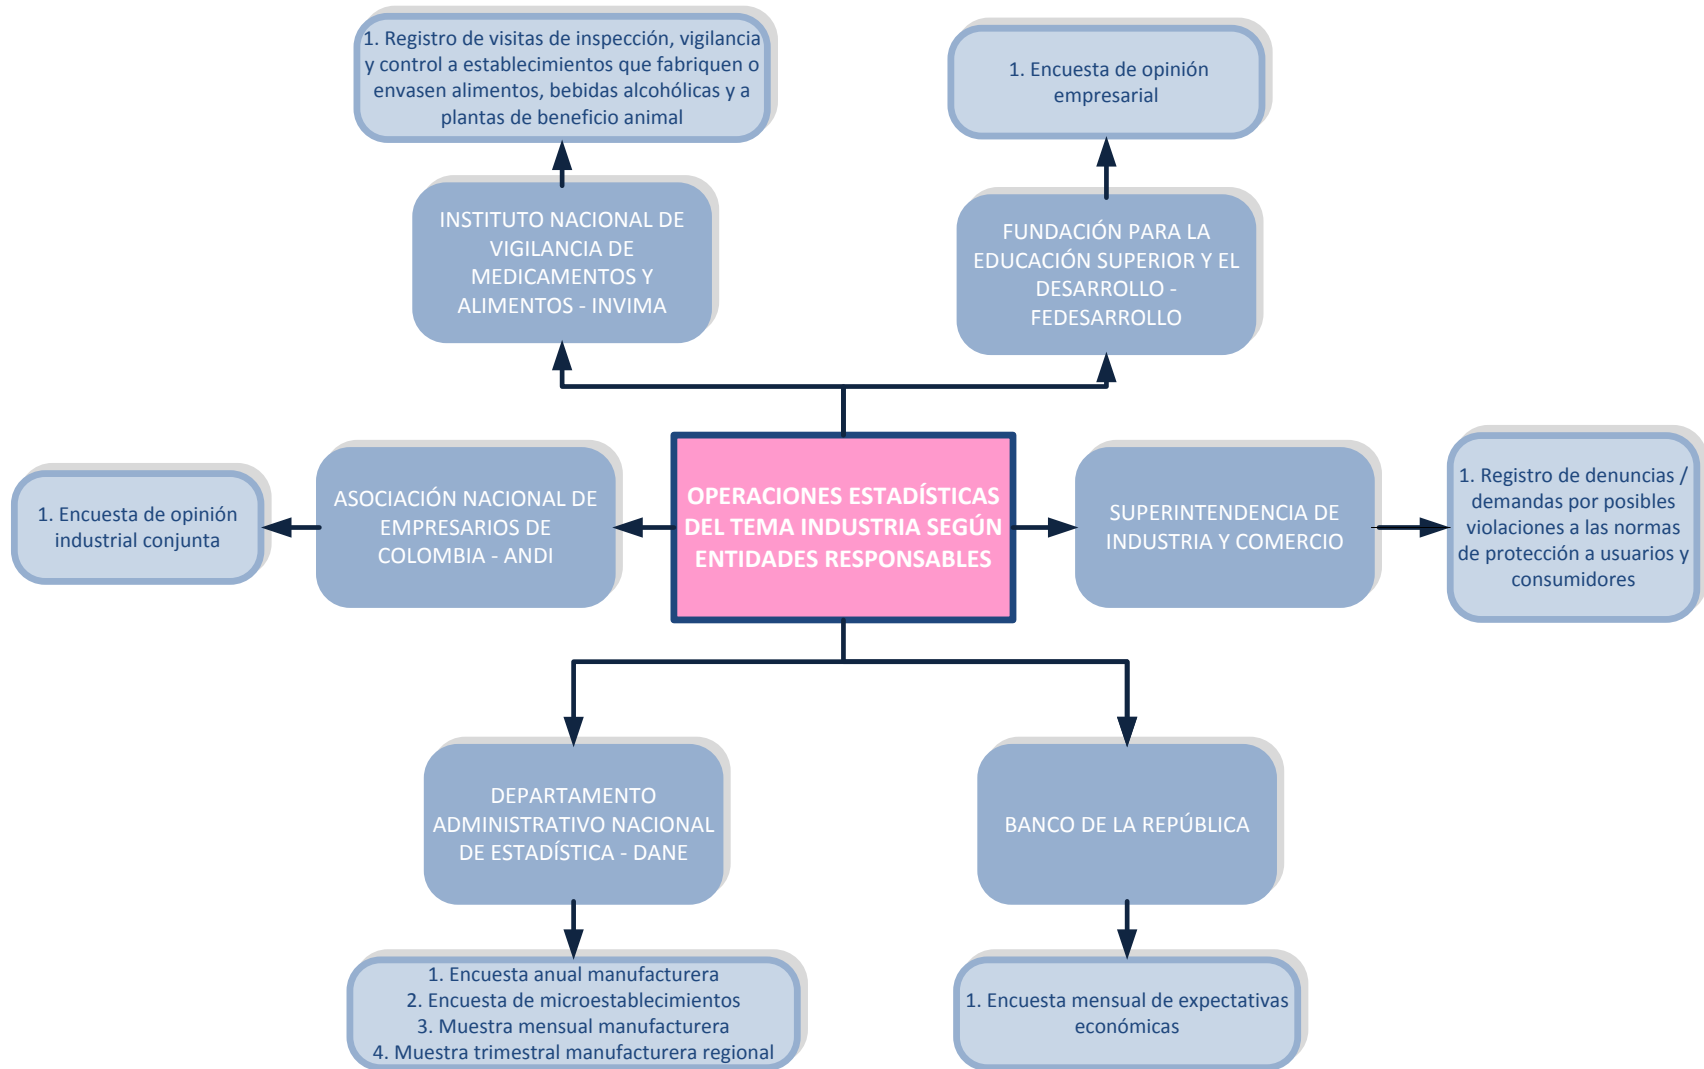 1. Registro de visitas de inspección, vigilancia
y control a establecimientos que fabriquen o
envasen alimentos, bebidas alcohólicas y a
plantas de beneficio animal
1. Encuesta de opinión
empresarial
INSTITUTO NACIONAL DE
VIGILANCIA DE
MEDICAMENTOS Y
ALIMENTOS - INVIMA
FUNDACIÓN PARA LA
EDUCACIÓN SUPERIOR Y EL
DESARROLLO -
FEDESARROLLO
1. Encuesta de opinión
industrial conjunta
ASOCIACIÓN NACIONAL DE
EMPRESARIOS DE
COLOMBIA - ANDI
OPERACIONES ESTADÍSTICAS
DEL TEMA INDUSTRIA SEGÚN
ENTIDADES RESPONSABLES
SUPERINTENDENCIA DE
INDUSTRIA Y COMERCIO
1. Registro de denuncias /
demandas por posibles
violaciones a las normas
de protección a usuarios y
consumidores
DEPARTAMENTO
ADMINISTRATIVO NACIONAL
DE ESTADÍSTICA - DANE
BANCO DE LA REPÚBLICA
1. Encuesta anual manufacturera
2. Encuesta de microestablecimientos
3. Muestra mensual manufacturera
4. Muestra trimestral manufacturera regional
1. Encuesta mensual de expectativas
económicas